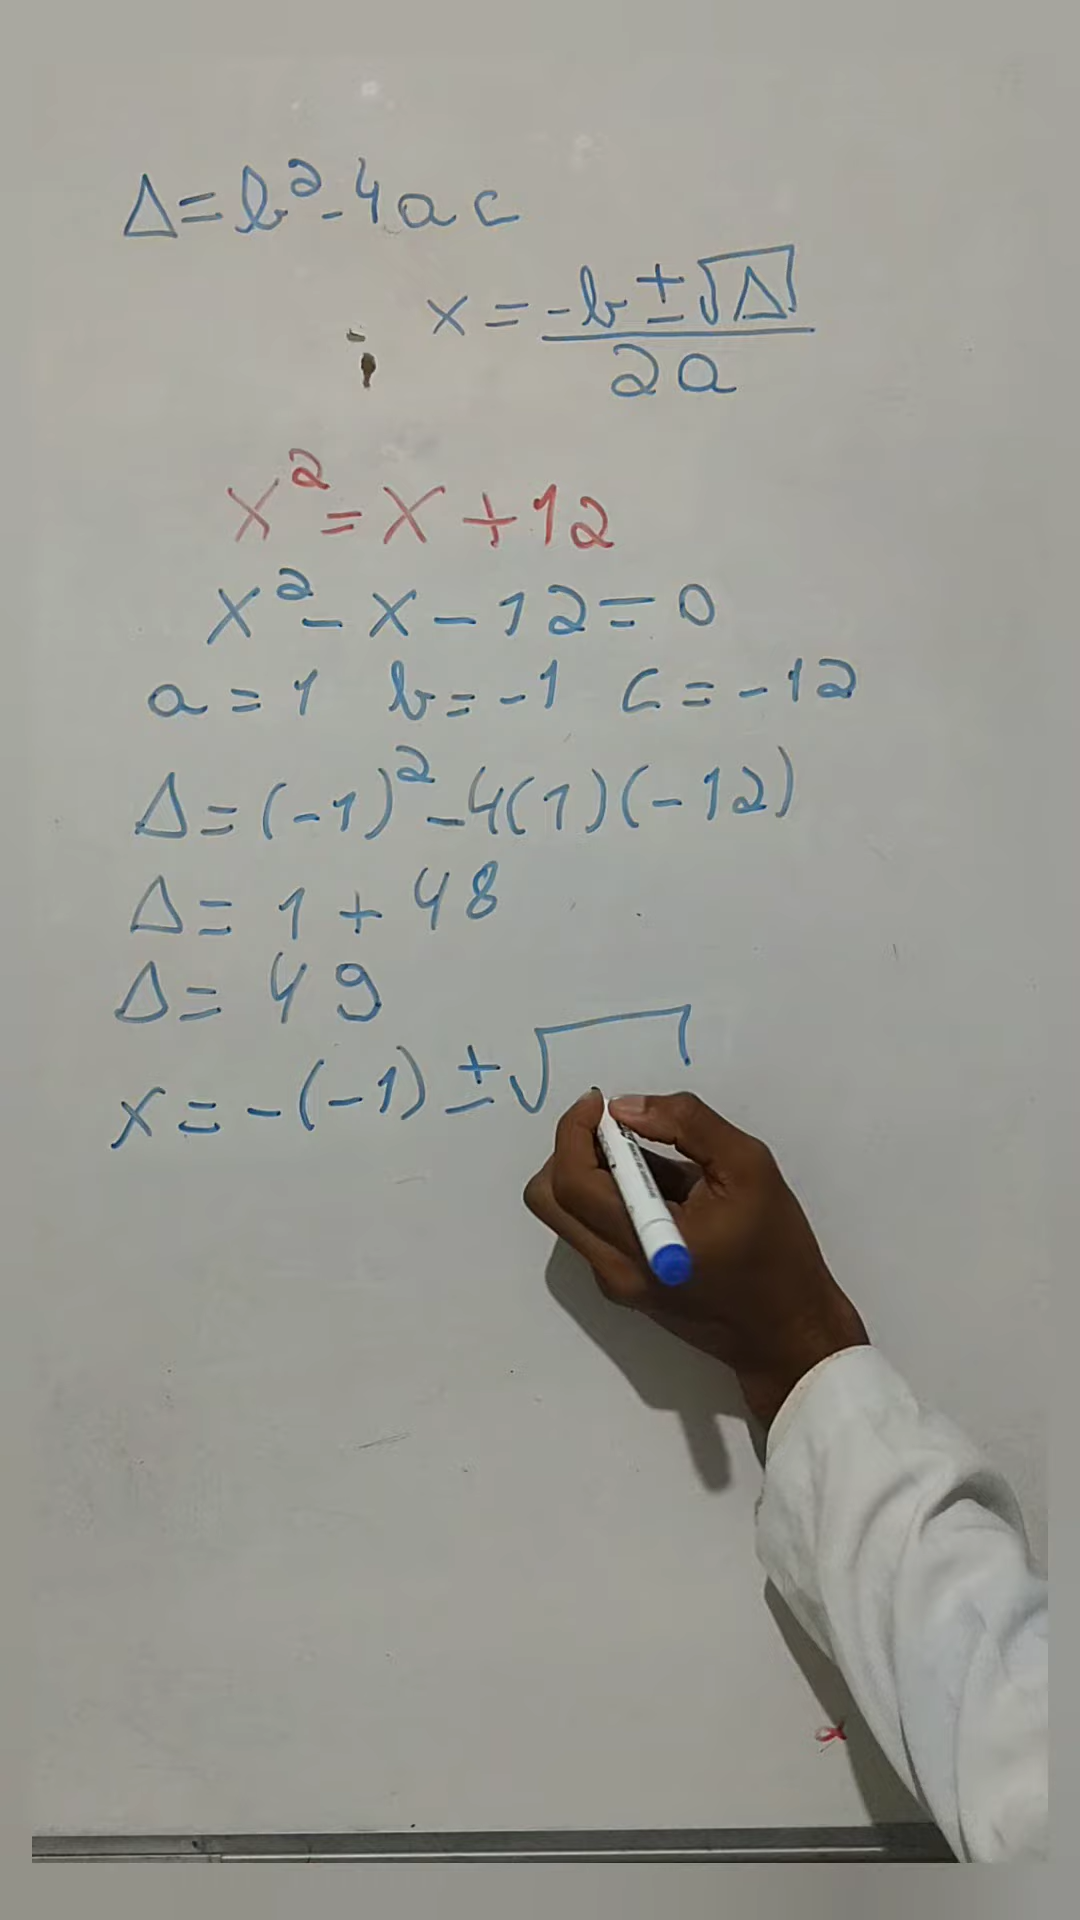 Δ=b²-4ac
x=-b±√Δ/2a
x²=x+12
x²-x-12=0
a=1 b=-1 c=-12
Δ=(-1)²-4(1)(-12)
Δ=1+48
Δ=49
x=-(-1)±√